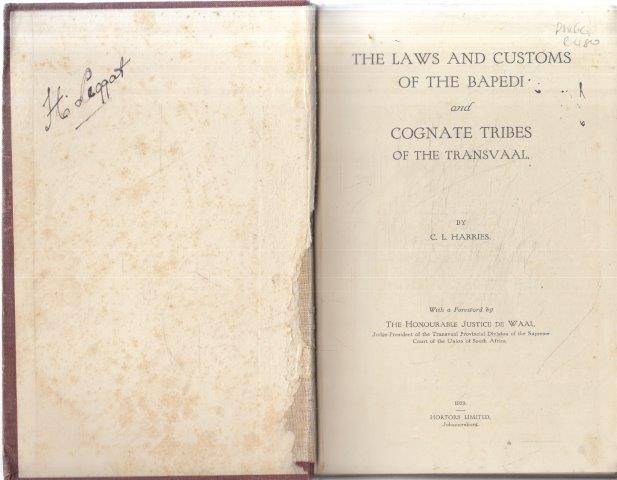 H. Leggat
THE LAWS AND CUSTOMS
OF THE BAPEDI
and
COGNATE TRIBES
OF THE TRANSVAAL.
BY
C. L. HARRIES.
With a Foreword by
THE HONOURABLE JUSTICE DE WAAL,
Judge-President of the Transvaal Provincial Division of the Supreme
Court of the Union of South Africa.
1929.
HORTORS LIMITED,
Johannesburg.